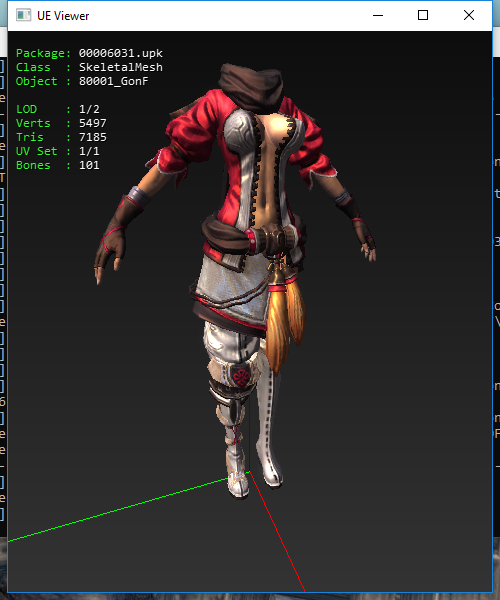 UE Viewer
Package: 00006031.upk
Class : SkeletalMesh
Object : 80001_GonF
LOD : 1/2
Verts : 5497
Tris : 7185
UV Set : 1/1
Bones : 101